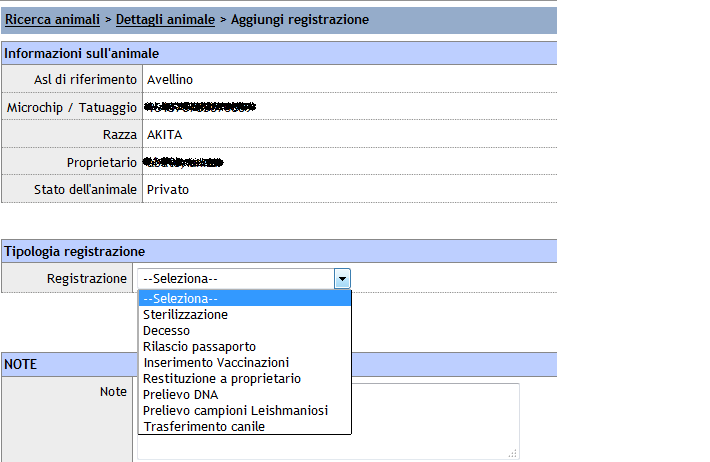 Ricerca animali > Dettagli animale > Aggiungi registrazione
Informazioni sull'animale
Asl di riferimento Avellino
Microchip / Tatuaggio
Razza AKITA
Proprietario
Stato dell'animale Privato
Tipologia registrazione
Registrazione --Seleziona--
--Seleziona--
Sterilizzazione
Decesso
Rilascio passaporto
Inserimento Vaccinazioni
Restituzione a proprietario
Prelievo DNA
Prelievo campioni Leishmaniosi
Trasferimento canile
NOTE
Note